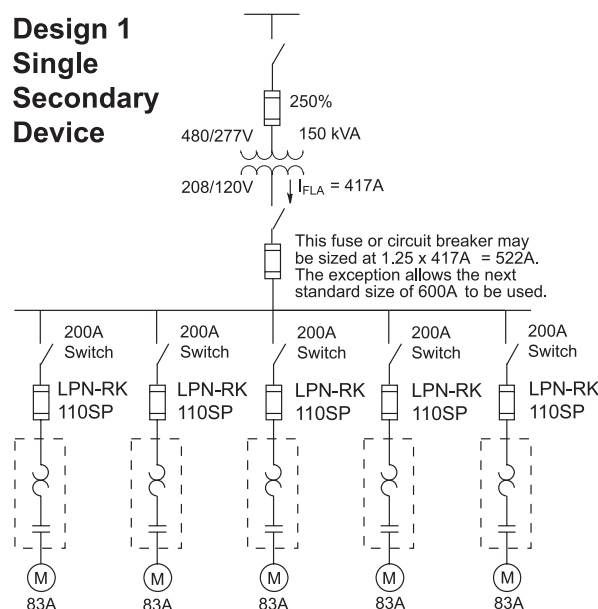 Design 1
Single
Secondary
Device
250%
480/277V
150 kVA
208/120V
IFLA = 417A
This fuse or circuit breaker may
be sized at 1.25 x 417A = 522A.
The exception allows the next
standard size of 600A to be used.
200A
Switch
200A
Switch
200A
Switch
200A
Switch
200A
Switch
LPN-RK
110SP
LPN-RK
110SP
LPN-RK
110SP
LPN-RK
110SP
LPN-RK
110SP
M
M
M
M
M
83A
83A
83A
83A
83A